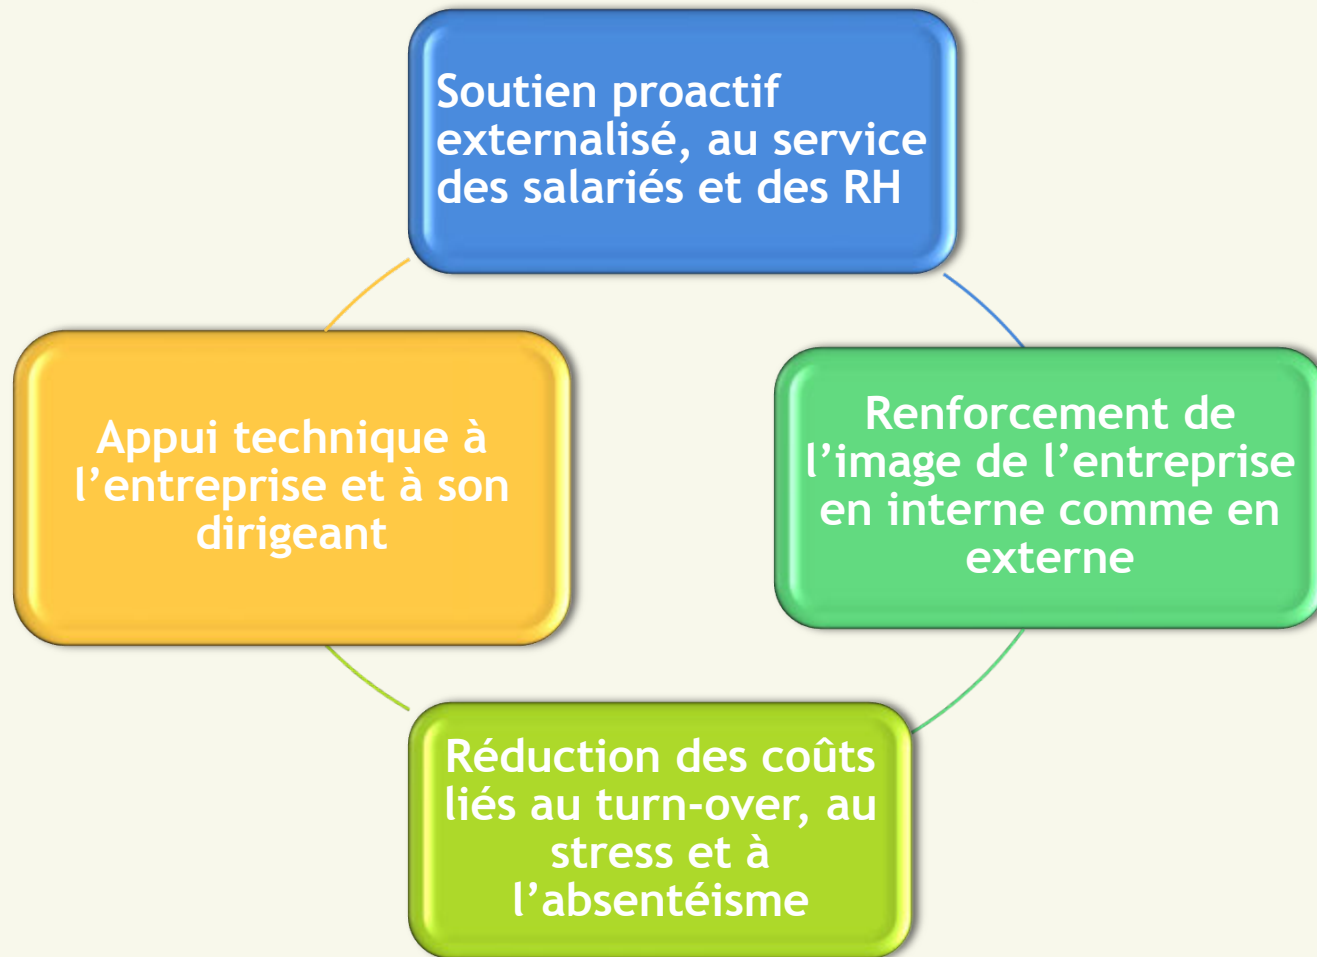 Soutien proactif
externalisé, au service
des salariés et des RH
Renforcement de
l’image de l’entreprise
en interne comme en
externe
Réduction des coûts
liés au turn-over, au
stress et à
l’absentéisme
Appui technique à
l’entreprise et à son
dirigeant